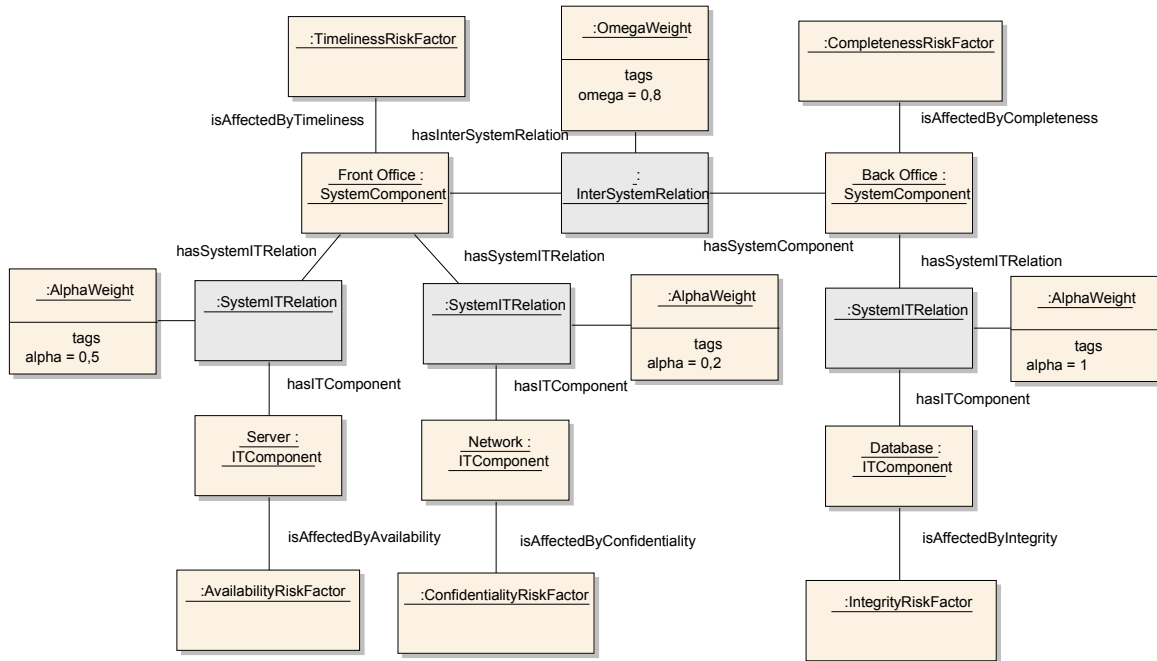 :TimelinessRiskFactor
:OmegaWeight
tags
omega = 0,8
:CompletenessRiskFactor
isAffectedByTimeliness
hasInterSystemRelation
isAffectedByCompleteness
Front Office :
SystemComponent
:
InterSystemRelation
Back Office :
SystemComponent
hasSystemITRelation
hasSystemITRelation
hasSystemComponent
hasSystemITRelation
:AlphaWeight
tags
alpha = 0,5
:SystemITRelation
:SystemITRelation
:AlphaWeight
tags
alpha = 0,2
:SystemITRelation
:AlphaWeight
tags
alpha = 1
hasITComponent
hasITComponent
hasITComponent
Server :
ITComponent
Network :
ITComponent
Database :
ITComponent
isAffectedByAvailability
isAffectedByConfidentiality
isAffectedByIntegrity
:AvailabilityRiskFactor
:ConfidentialityRiskFactor
:IntegrityRiskFactor